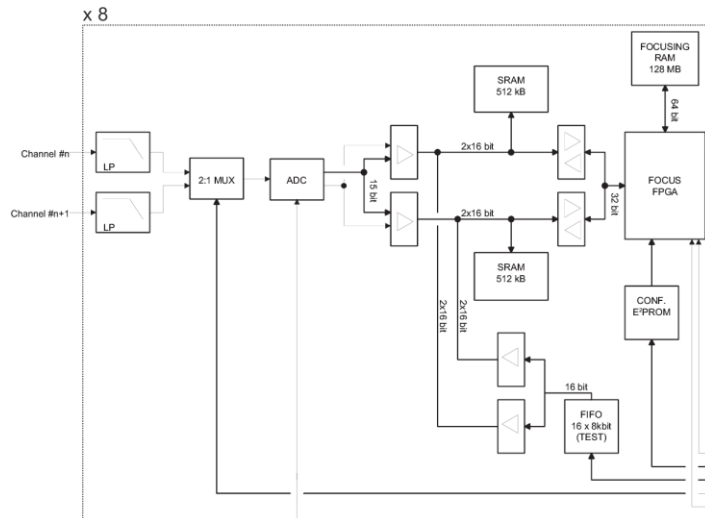 x 8
FOCUSING
RAM
128 MB
SRAM
512 kB
64 bit
2x16 bit
Channel #n
LP
2:1 MUX
ADC
15 bit
FOCUS
FPGA
32 bit
2x16 bit
Channel #n+1
LP
SRAM
512 kB
CONF.
E²PROM
2x16 bit
2x16 bit
16 bit
FIFO
16 x 8kbit
(TEST)